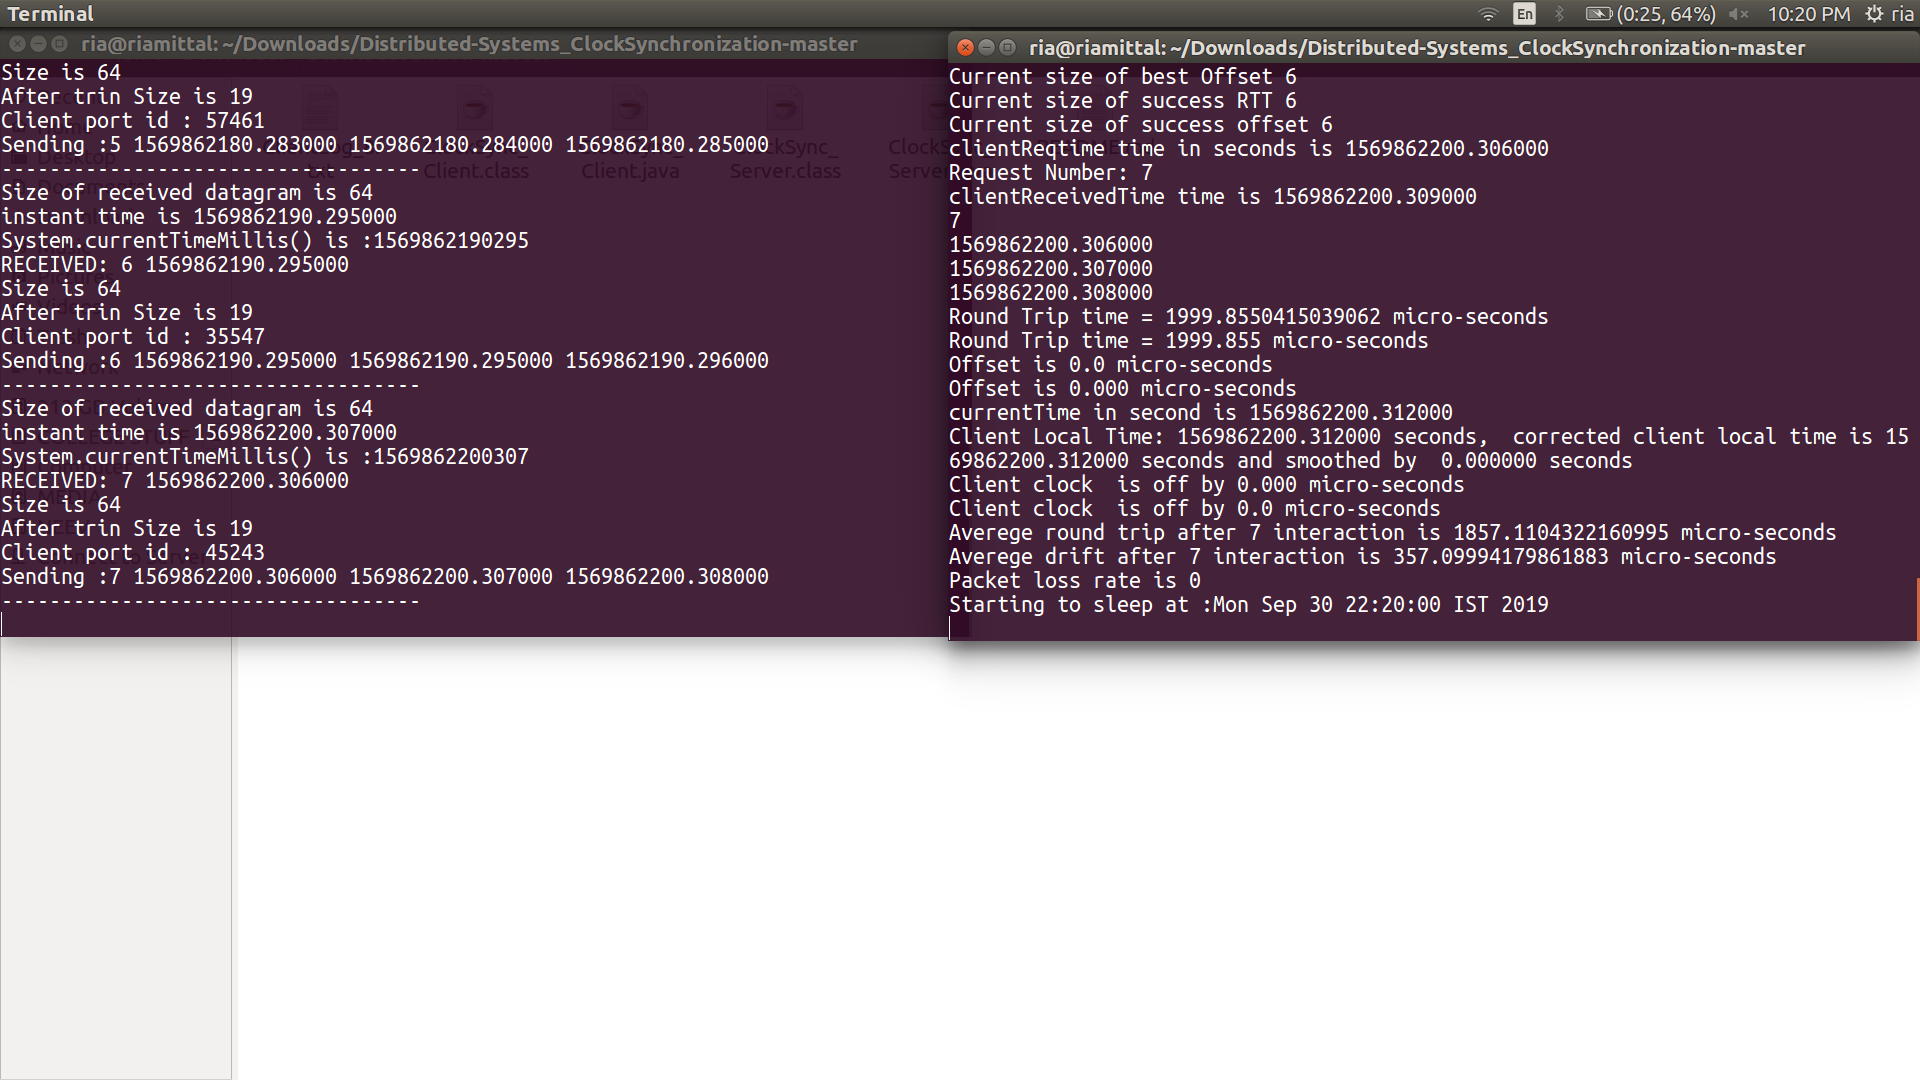 Terminal
En
(0:25, 64%)
10:20 PM
ria
ria@riamittal: ~/Downloads/Distributed-Systems_ClockSynchronization-master
Size is 64
After trin Size is 19
Client port id : 57461
Sending :5 1569862180.283000 1569862180.284000 1569862180.285000
-----------------------------------
Size of received datagram is 64
instant time is 1569862190.295000
System.currentTimeMillis() is :1569862190295
RECEIVED: 6 1569862190.295000
Size is 64
After trin Size is 19
Client port id : 35547
Sending :6 1569862190.295000 1569862190.295000 1569862190.296000
-----------------------------------
Size of received datagram is 64
instant time is 1569862200.307000
System.currentTimeMillis() is :1569862200307
RECEIVED: 7 1569862200.306000
Size is 64
After trin Size is 19
Client port id : 45243
Sending :7 1569862200.306000 1569862200.307000 1569862200.308000
-----------------------------------
Client.class
Client.java
Server.class
ria@riamittal: ~/Downloads/Distributed-Systems_ClockSynchronization-master
Current size of best Offset 6
Current size of success RTT 6
Current size of success offset 6
clientReqtime time in seconds is 1569862200.306000
Request Number: 7
clientReceivedTime time is 1569862200.309000
7
1569862200.306000
1569862200.307000
1569862200.308000
Round Trip time = 1999.8550415039062 micro-seconds
Round Trip time = 1999.855 micro-seconds
Offset is 0.0 micro-seconds
Offset is 0.000 micro-seconds
currentTime in second is 1569862200.312000
Client Local Time: 1569862200.312000 seconds,  corrected client local time is 15
69862200.312000 seconds and smoothed by  0.000000 seconds
Client clock  is off by 0.000 micro-seconds
Client clock  is off by 0.0 micro-seconds
Averege round trip after 7 interaction is 1857.1104322160995 micro-seconds
Averege drift after 7 interaction is 357.09994179861883 micro-seconds
Packet loss rate is 0
Starting to sleep at :Mon Sep 30 22:20:00 IST 2019